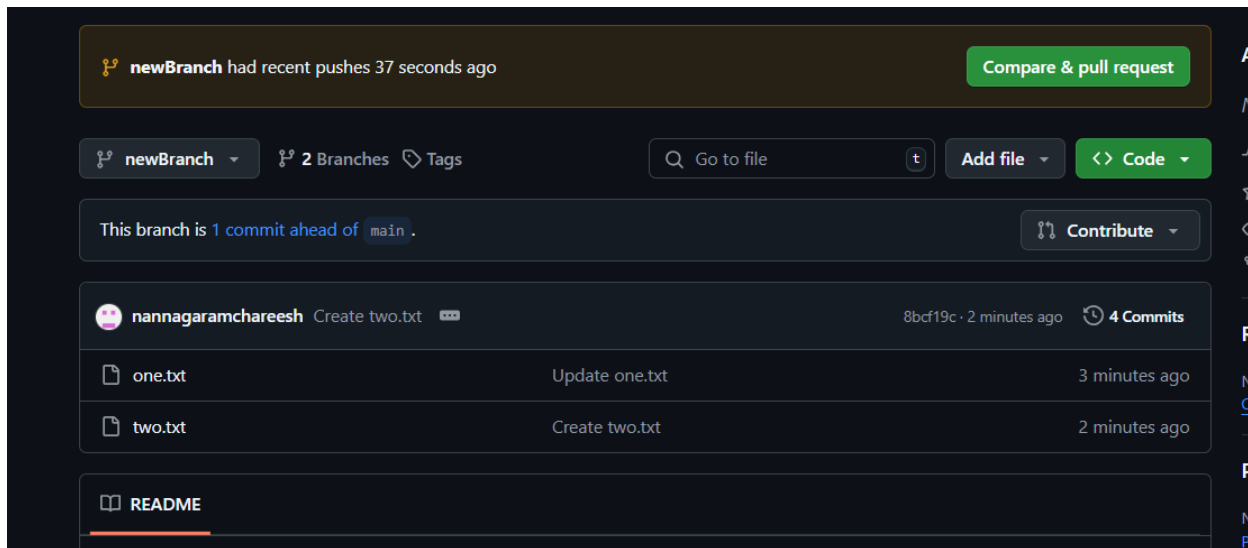 newBranch had recent pushes 37 seconds ago
Compare & pull request
newBranch
2 Branches
Tags
Go to file
t
Add file
Code
This branch is 1 commit ahead of main .
Contribute
nannagaramchareesh Create two.txt
8bcf19c · 2 minutes ago
4 Commits
one.txt
Update one.txt
3 minutes ago
two.txt
Create two.txt
2 minutes ago
README